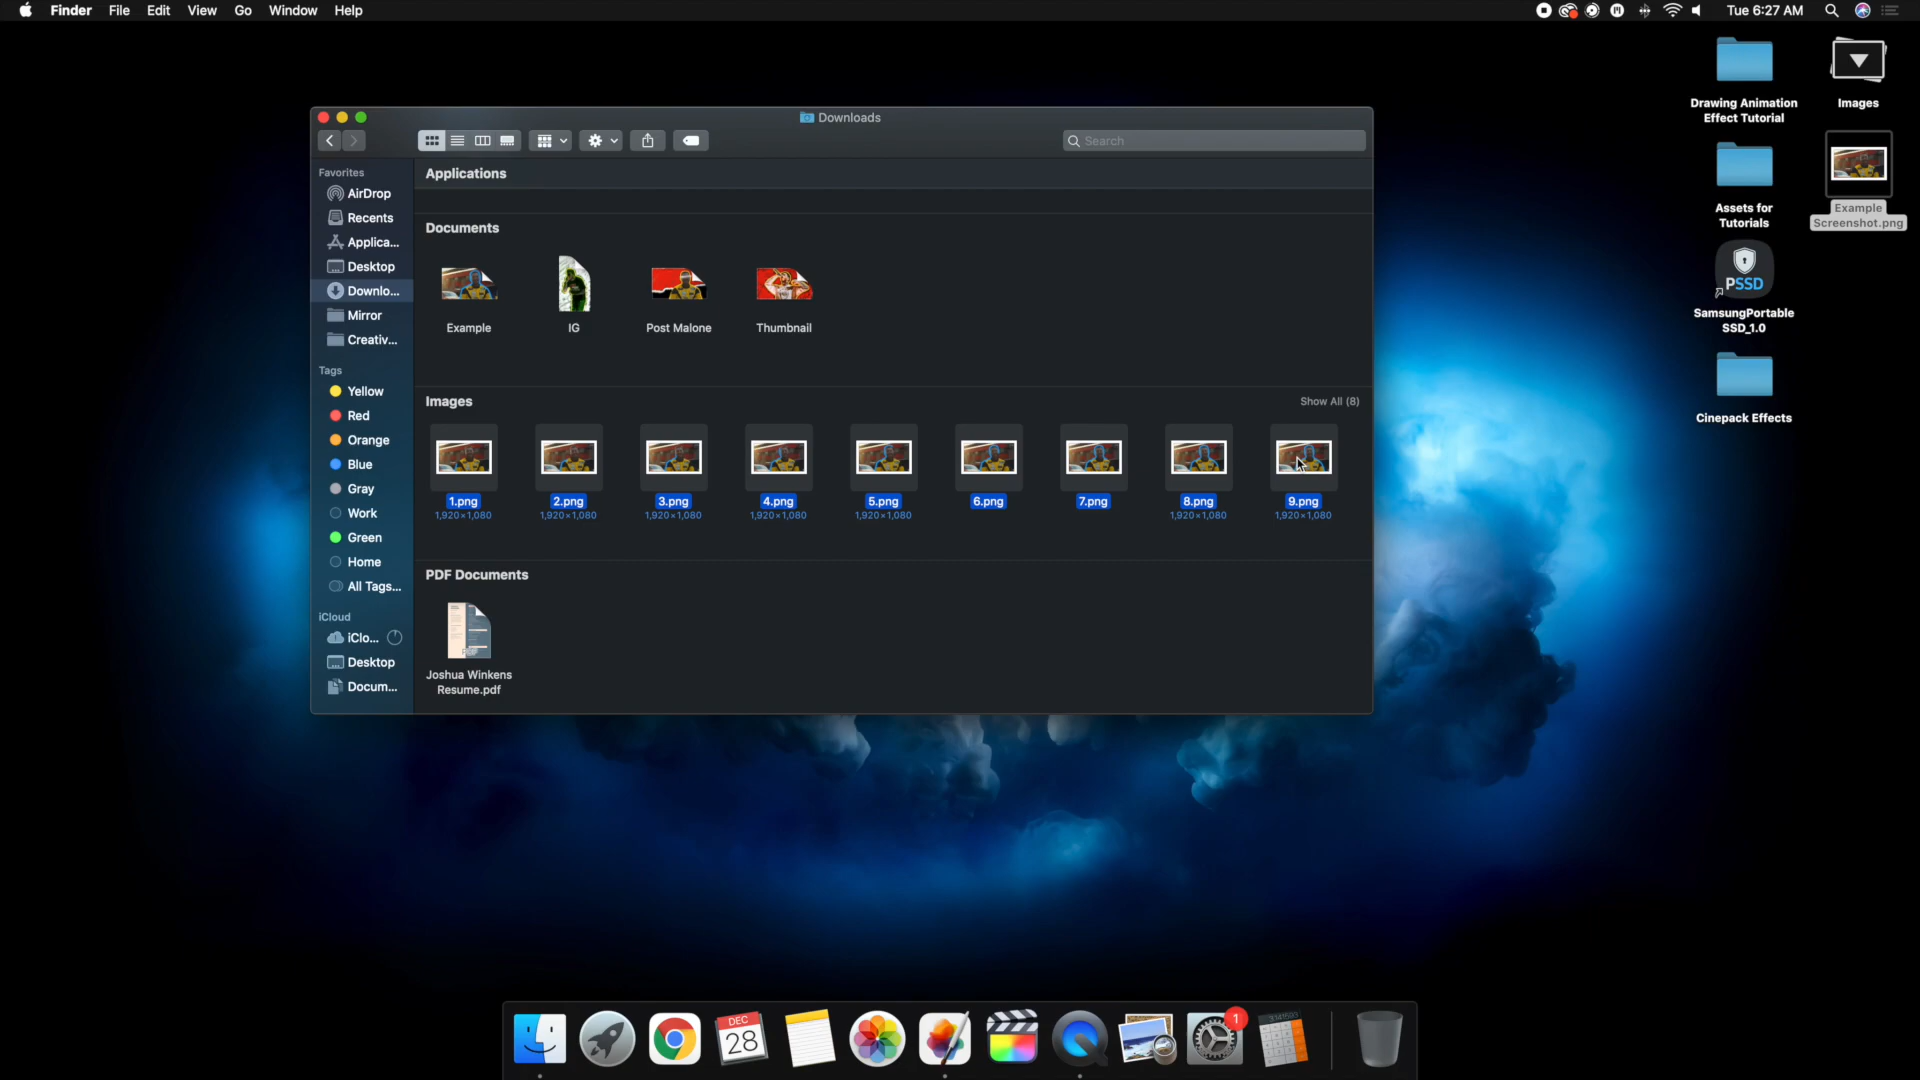 Finder File Edit View Go Window Help
Tue 6:27 AM
Downloads
Search
Favorites
AirDrop
Recents
Applica...
Desktop
Downlo...
Mirror
Creativ...
Tags
Yellow
Red
Orange
Blue
Gray
Work
Green
Home
All Tags...
iCloud
iClo...
Desktop
Docum...
Applications
Documents
Example IG Post Malone Thumbnail
Images Show All (8)
1.png 2.png 3.png 4.png 5.png 6.png 7.png 8.png 9.png
1,920×1,080 1,920×1,080 1,920×1,080 1,920×1,080 1,920×1,080 1,920×1,080 1,920×1,080
PDF Documents
PDF
Joshua Winkens
Resume.pdf
Drawing Animation
Effect Tutorial
Images
Assets for
Tutorials
Example
Screenshot.png
PSSD
SamsungPortable
SSD_1.0
Cinepack Effects
DEC
28
1